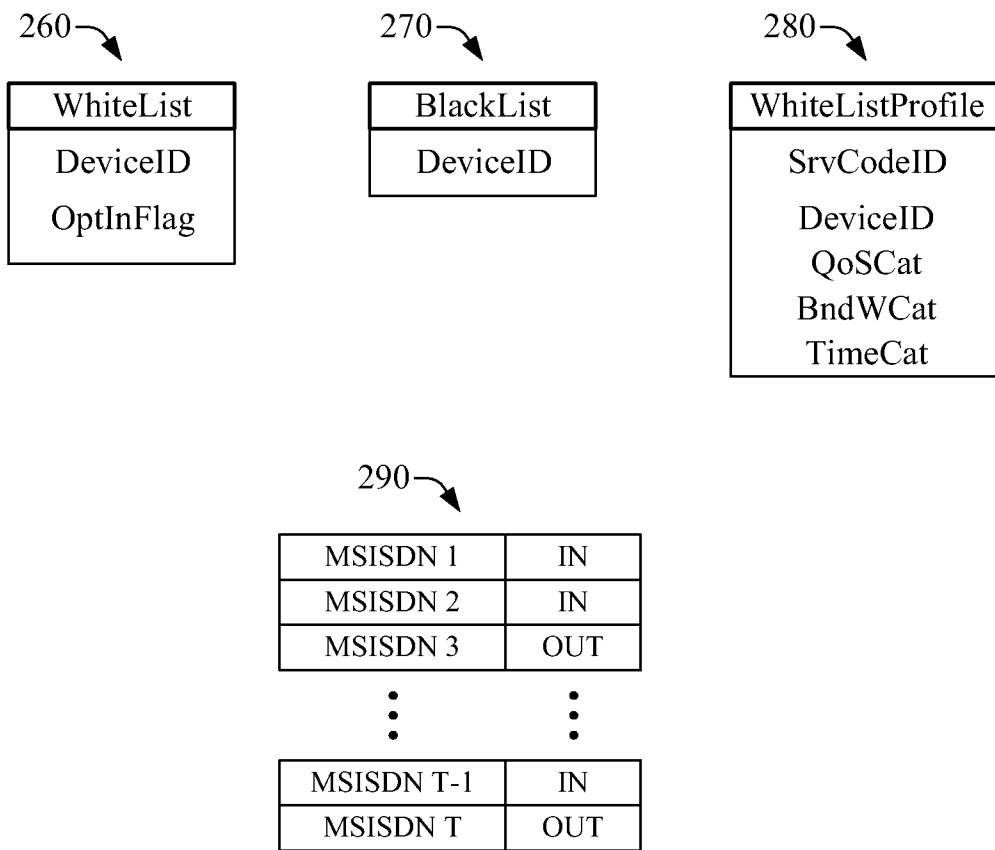 260
270
280
WhiteList
DeviceID
OptInFlag
BlackList
DeviceID
WhiteListProfile
SrvCodeID
DeviceID
QoSCat
BndWCat
TimeCat
290
MSISDN 1 IN
MSISDN 2 IN
MSISDN 3 OUT
MSISDN T-1 IN
MSISDN T OUT